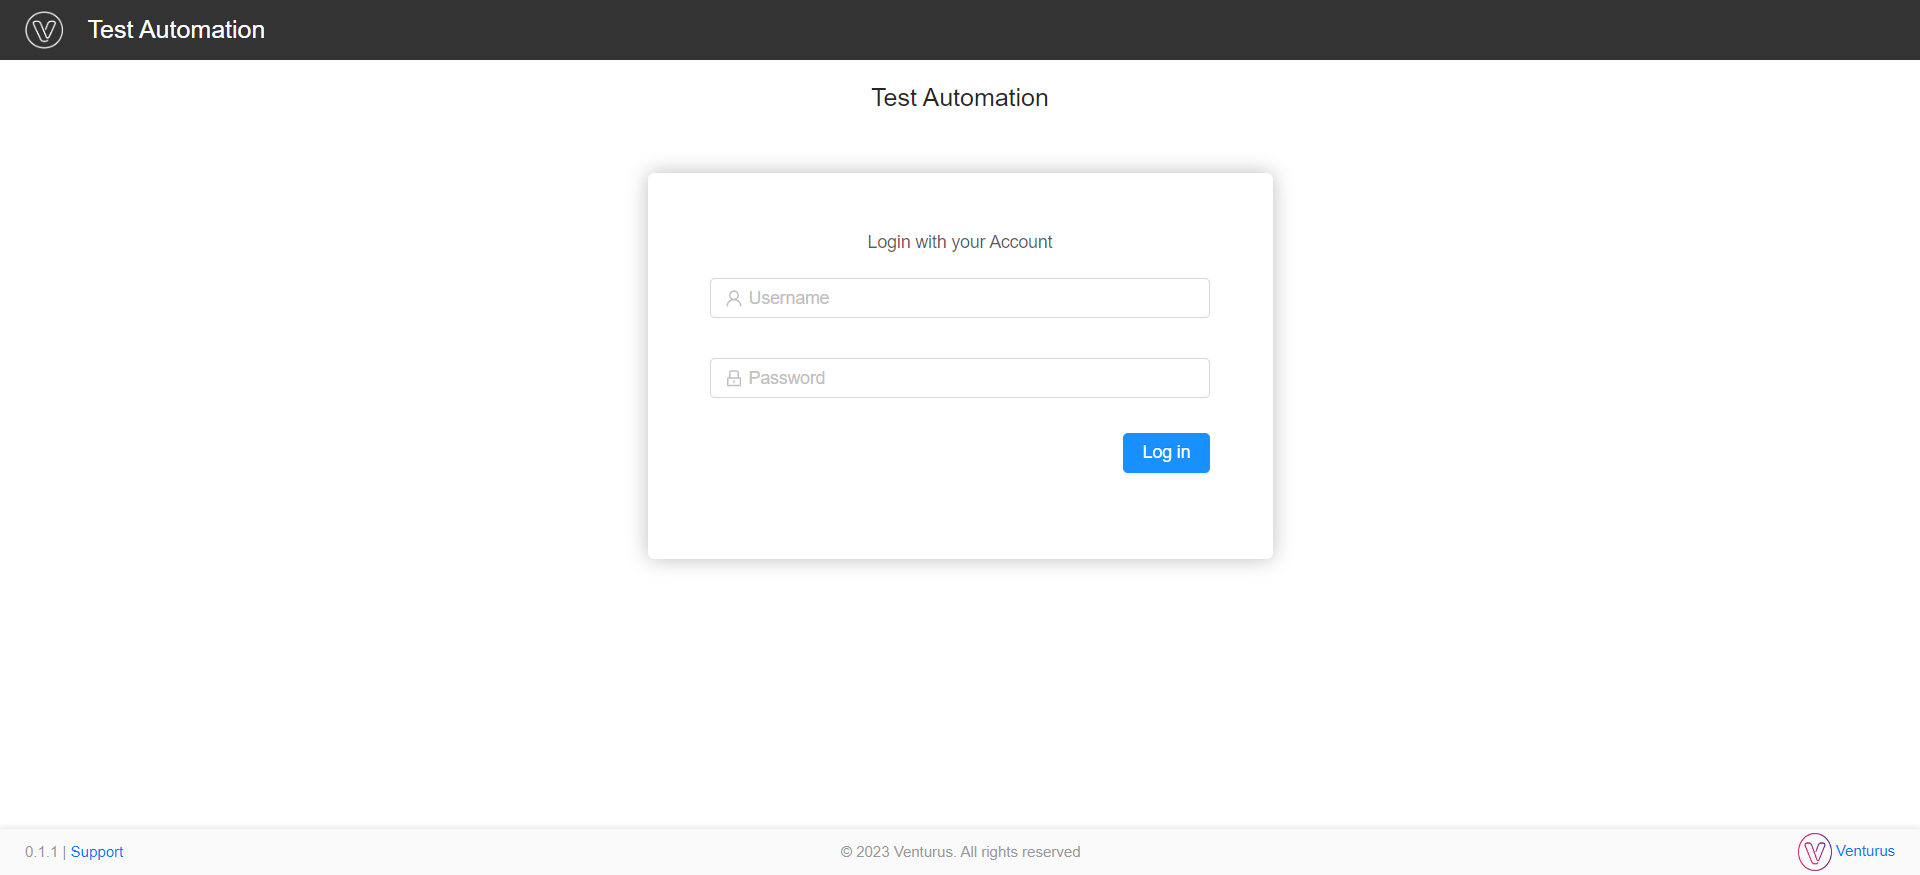 Test Automation
Test Automation
Login with your Account
Username
Password
Log in
0.1.1 | Support
© 2023 Venturus. All rights reserved
Venturus